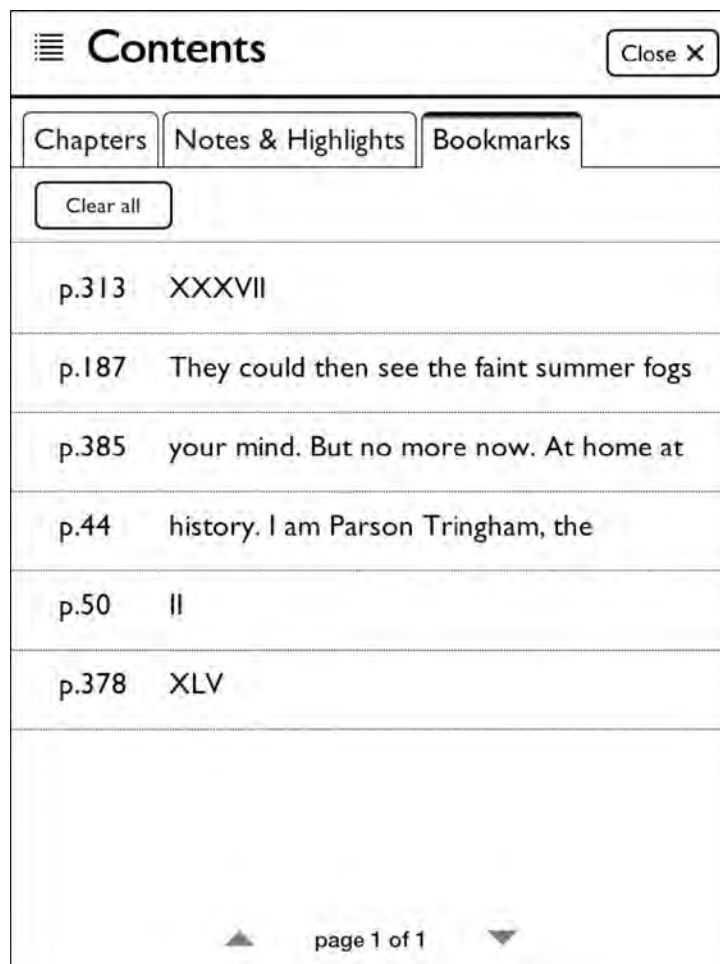 Contents
Close X
Chapters Notes & Highlights Bookmarks
Clear all
p.313 XXXVII
p.187 They could then see the faint summer fogs
p.385 your mind. But no more now. At home at
p.44 history. I am Parson Tringham, the
p.50 II
p.378 XLV
page 1 of 1